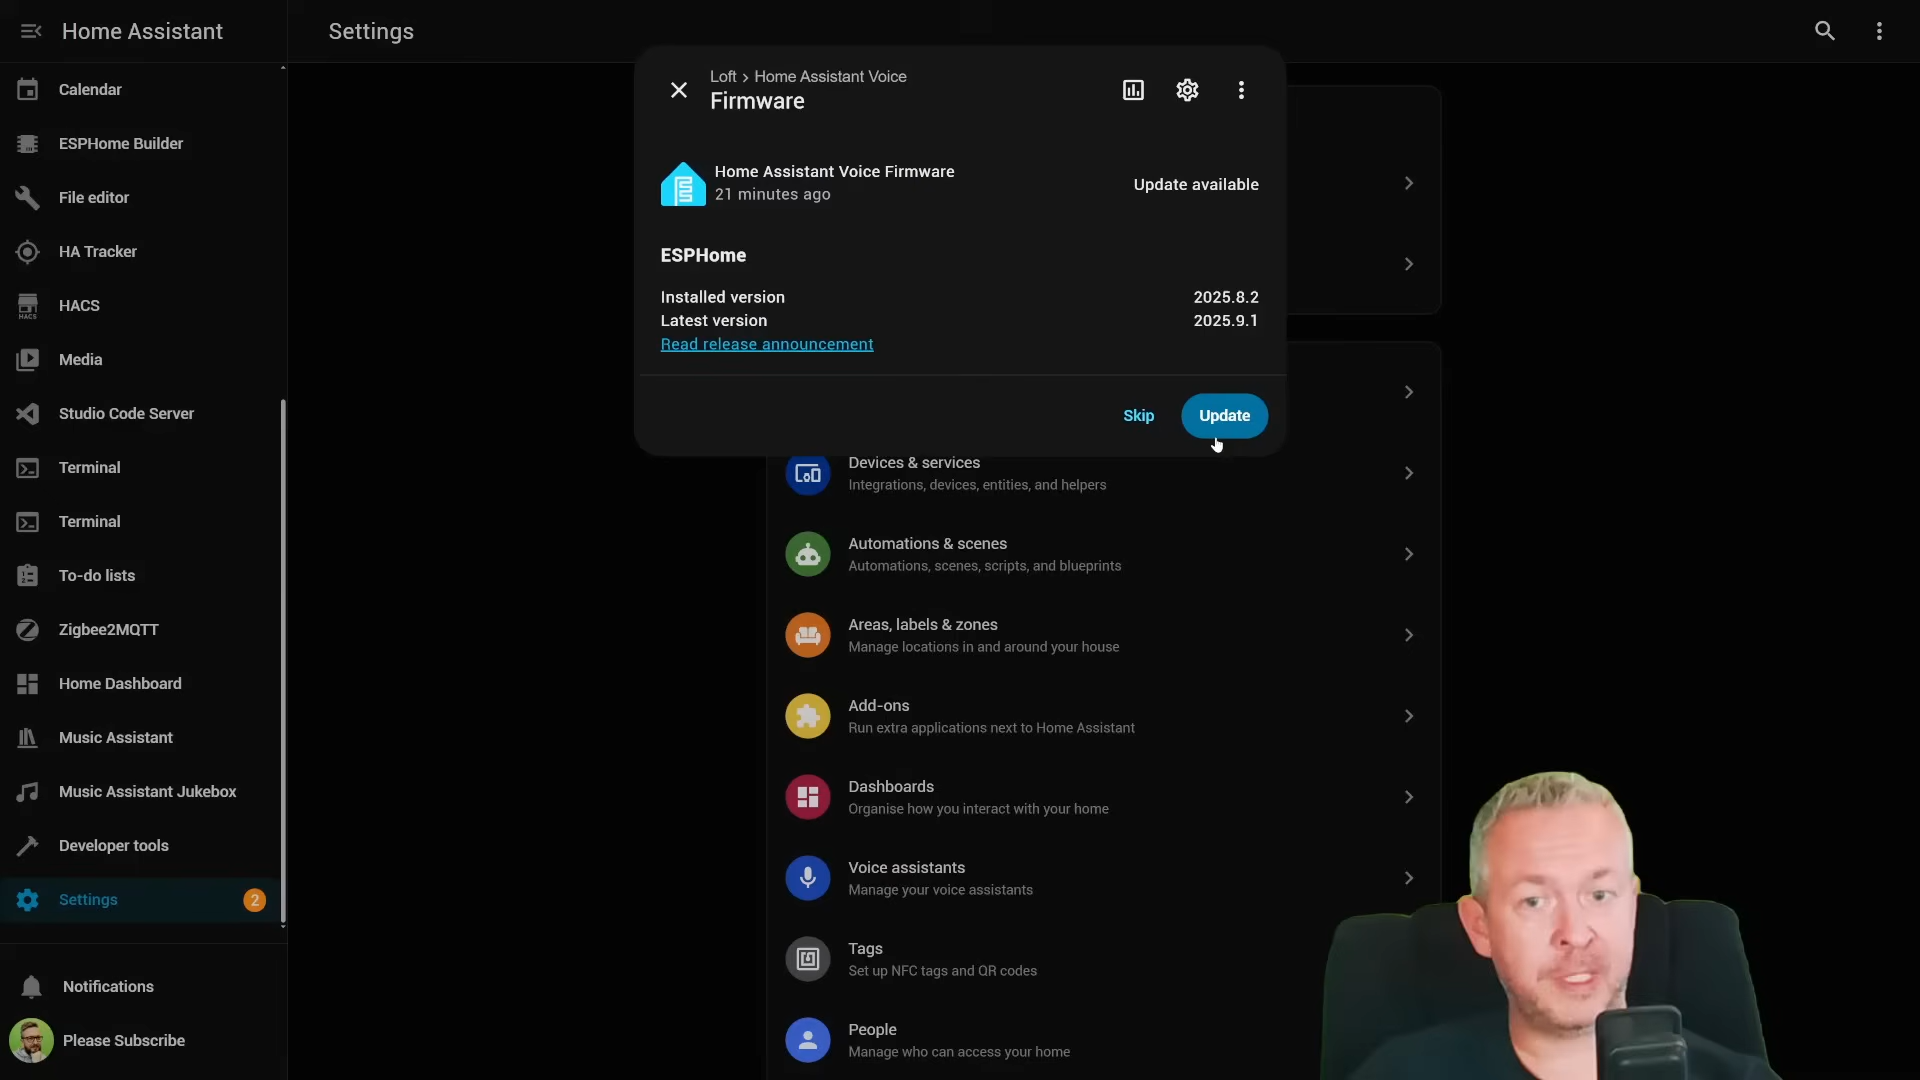 Home Assistant
Settings
Calendar
ESPHome Builder
File editor
HA Tracker
HACS
HACS
Media
Studio Code Server
Terminal
Terminal
To-do lists
Zigbee2MQTT
Home Dashboard
Music Assistant
Music Assistant Jukebox
Developer tools
Settings
2
Notifications
Please Subscribe
Loft > Home Assistant Voice
Firmware
Home Assistant Voice Firmware
21 minutes ago
Update available
ESPHome
Installed version 2025.8.2
Latest version 2025.9.1
Read release announcement
Skip
Update
Devices & services
Integrations, devices, entities, and helpers
Automations & scenes
Automations, scenes, scripts, and blueprints
Areas, labels & zones
Manage locations in and around your house
Add-ons
Run extra applications next to Home Assistant
Dashboards
Organise how you interact with your home
Voice assistants
Manage your voice assistants
Tags
Set up NFC tags and QR codes
People
Manage who can access your home